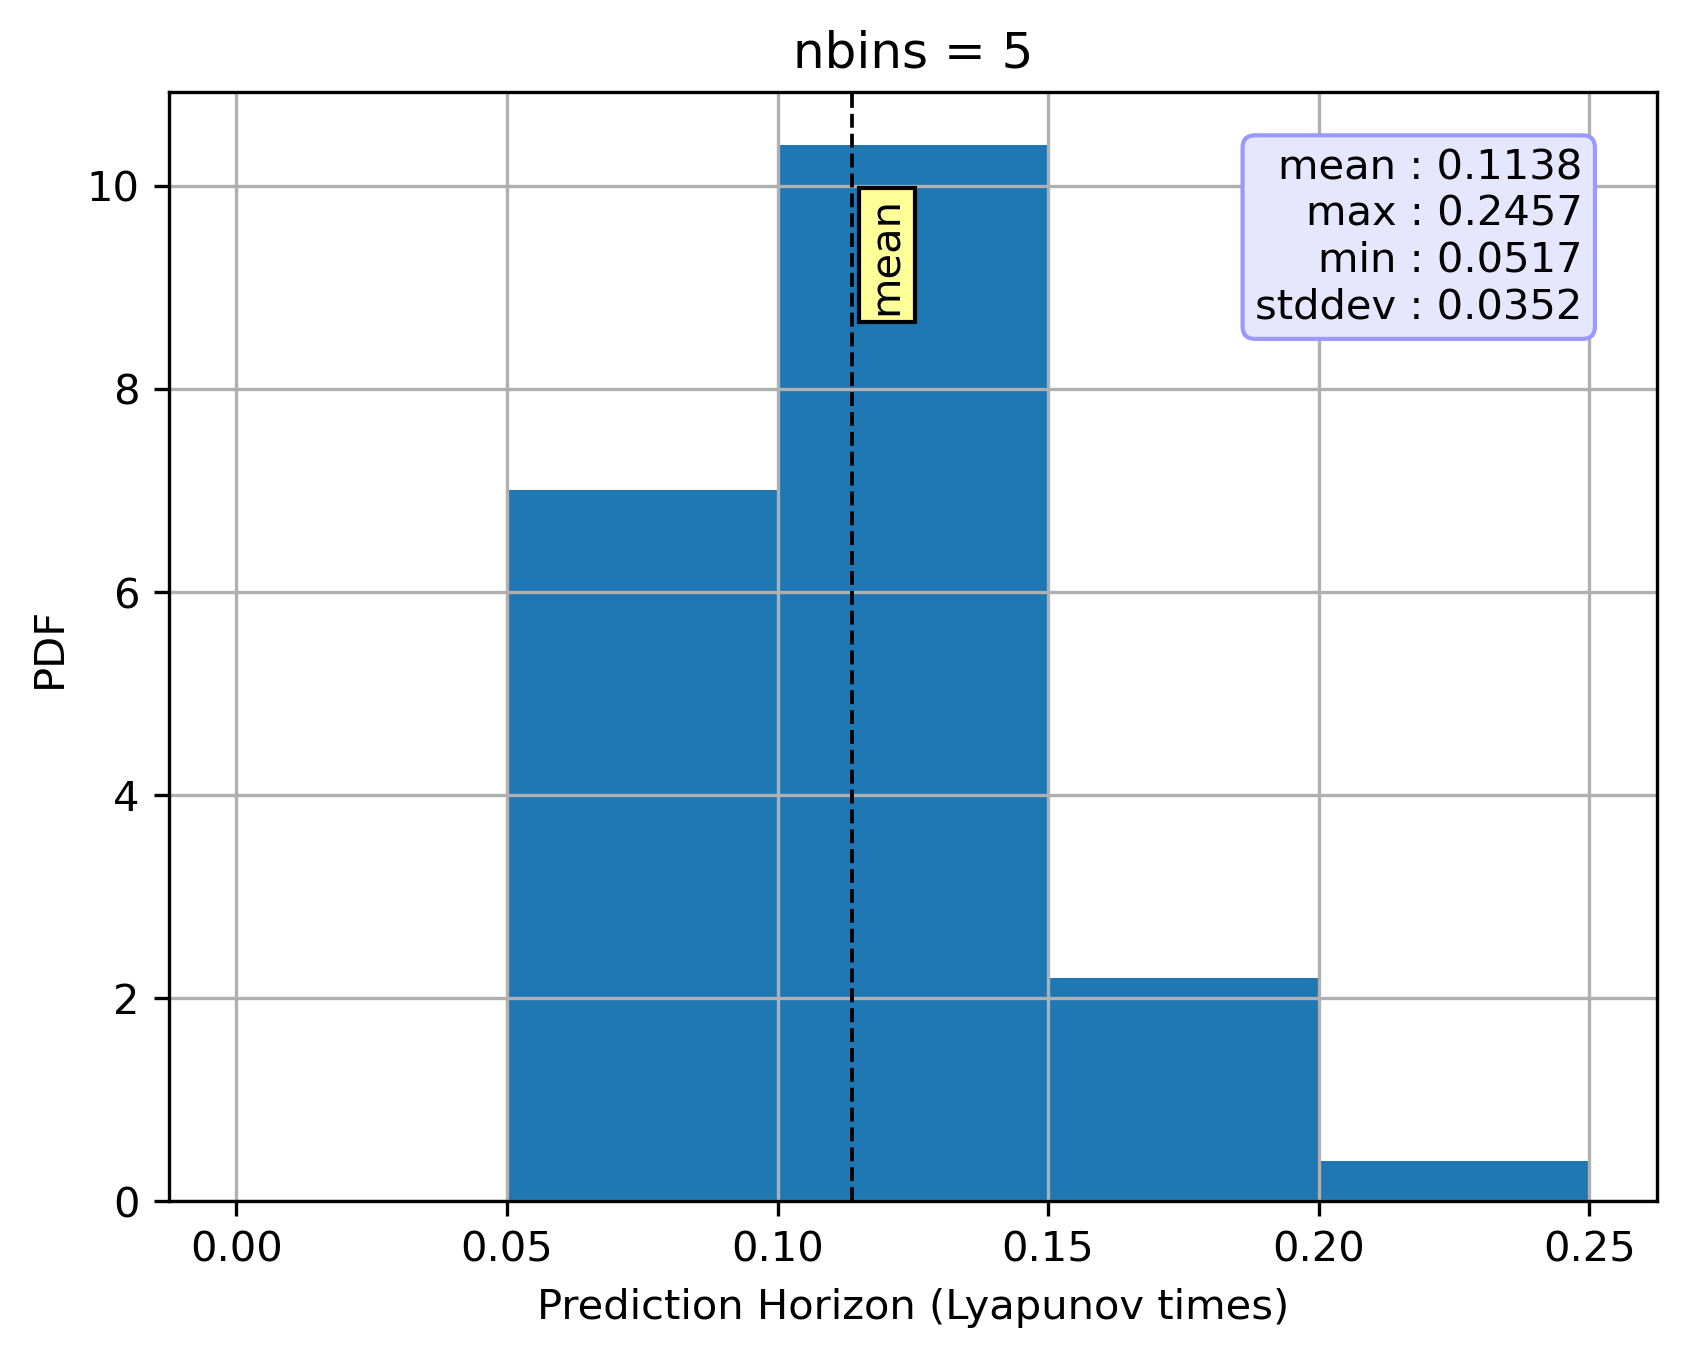 nbins = 5
mean : 0.1138
max : 0.2457
min : 0.0517
stddev : 0.0352
mean
10
8
6
4
2
0
PDF
0.00 0.05 0.10 0.15 0.20 0.25
Prediction Horizon (Lyapunov times)